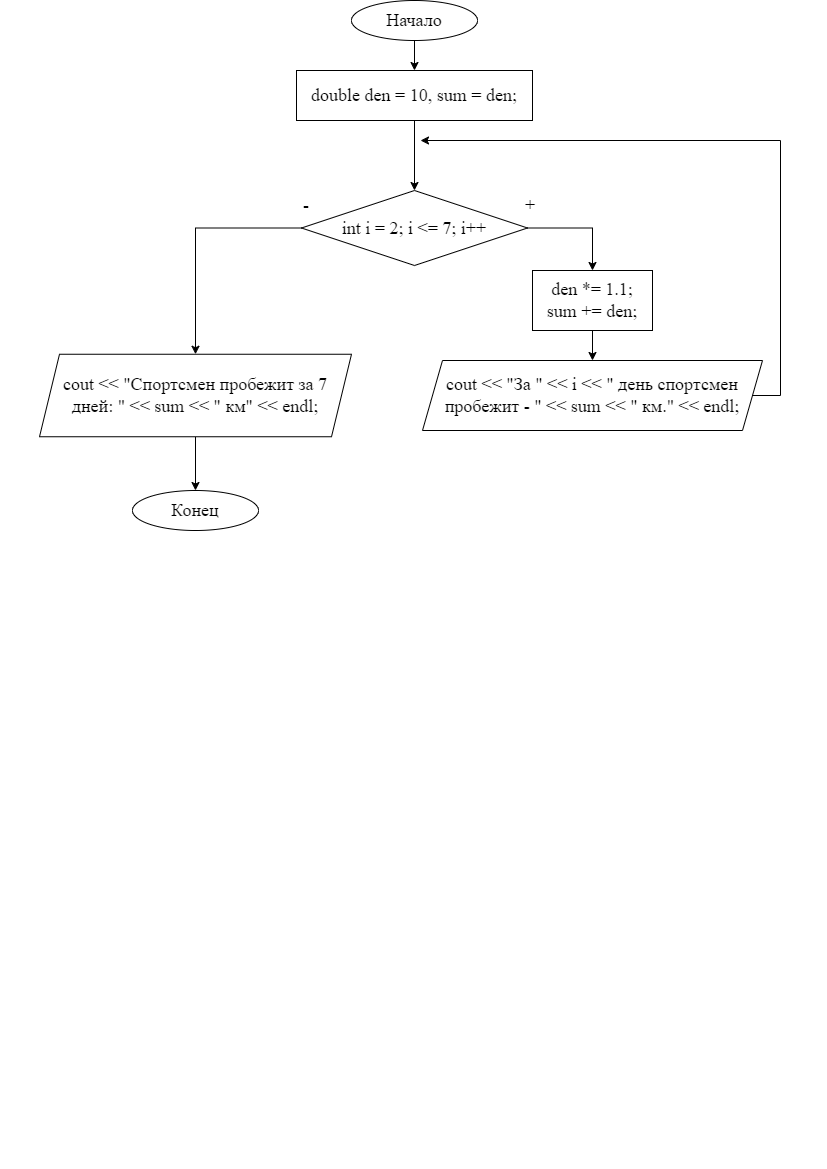 Начало
double den = 10, sum = den;
-
+
int i = 2; i <= 7; i++
den *= 1.1;
sum += den;
cout << "Спортсмен пробежит за 7
дней: " << sum << " км" << endl;
cout << "За " << i << " день спортсмен
пробежит - " << sum << " км." << endl;
Конец